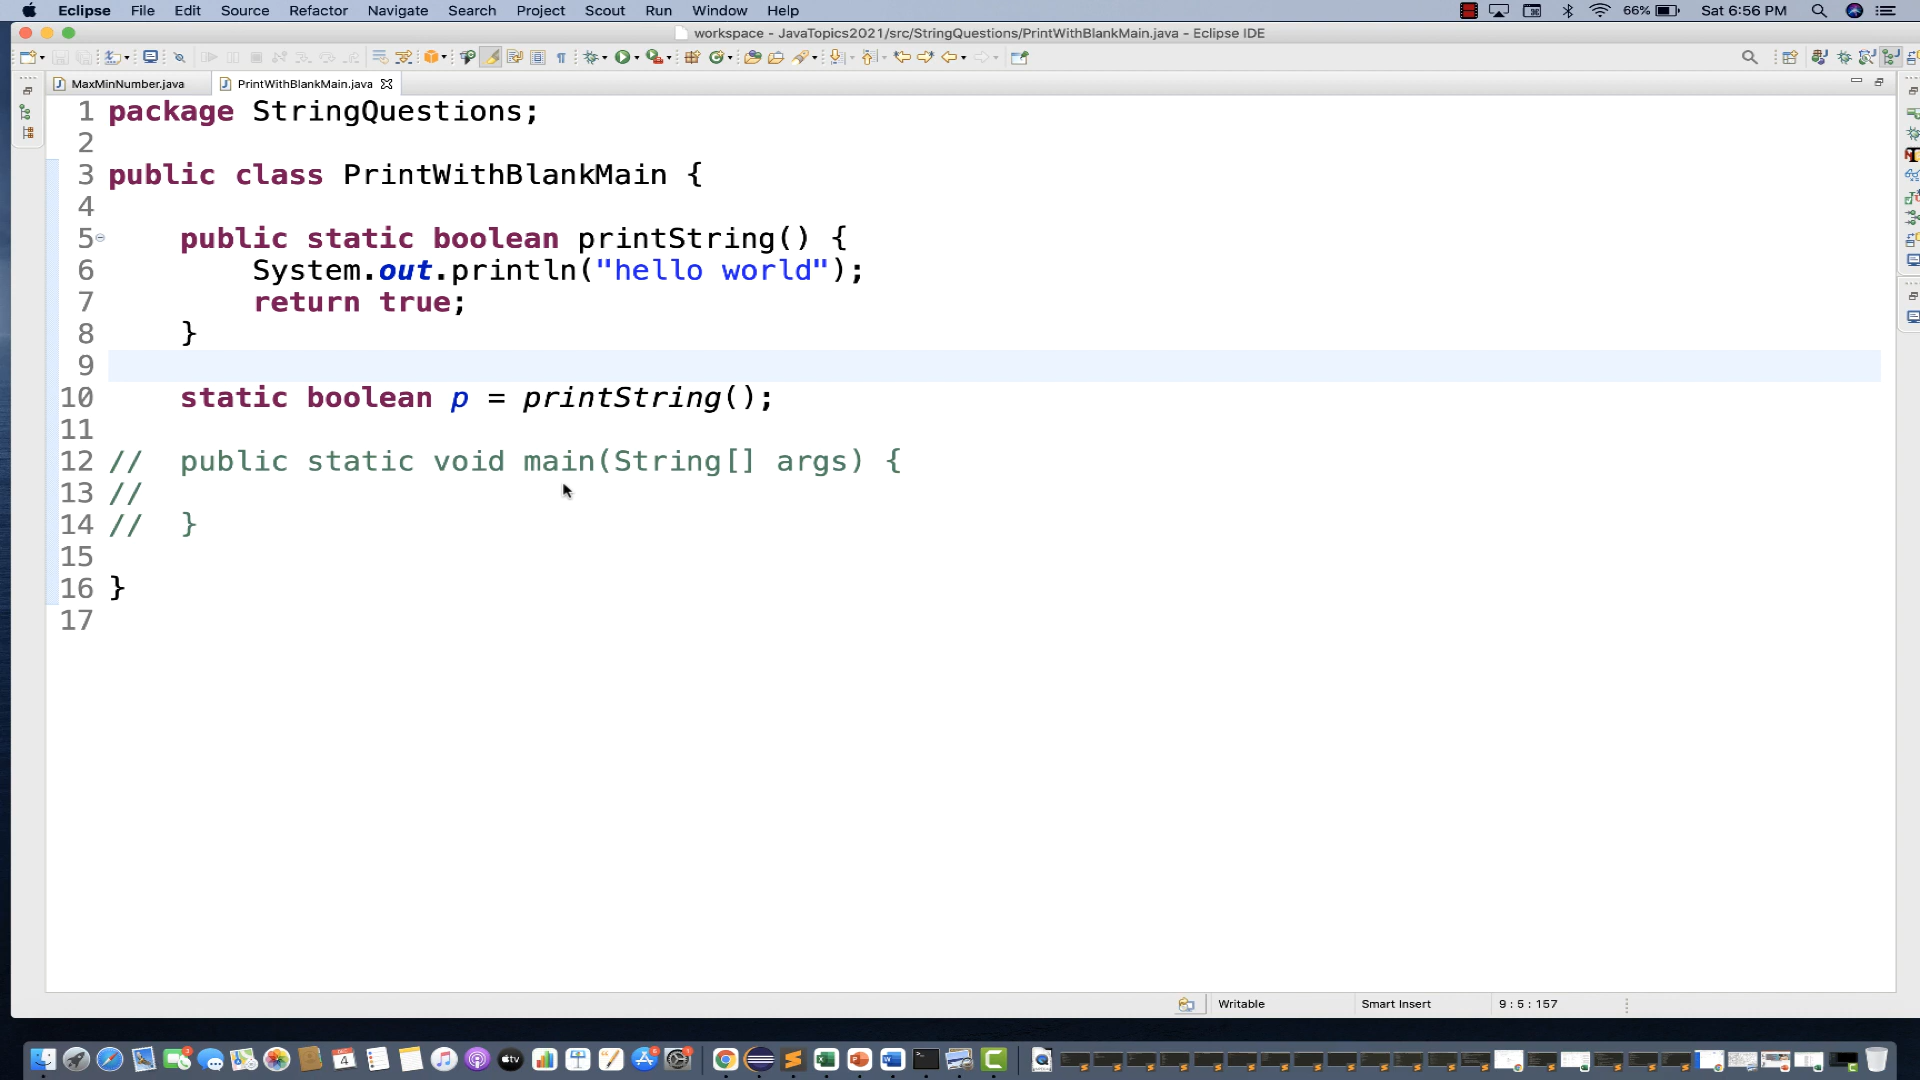 Eclipse File Edit Source Refactor Navigate Search Project Scout Run Window Help 66% Sat 6:56 PM
workspace - JavaTopics2021/src/StringQuestions/PrintWithBlankMain.java - Eclipse IDE
MaxMinNumber.java PrintWithBlankMain.java
1 package StringQuestions;
2
3 public class PrintWithBlankMain {
4
5 public static boolean printString() {
6 System.out.println("hello world");
7 return true;
8 }
9
10 static boolean p = printString();
11
12 // public static void main(String[] args) {
13 //
14 // }
15
16 }
17
Writable Smart Insert 9 : 5 : 157